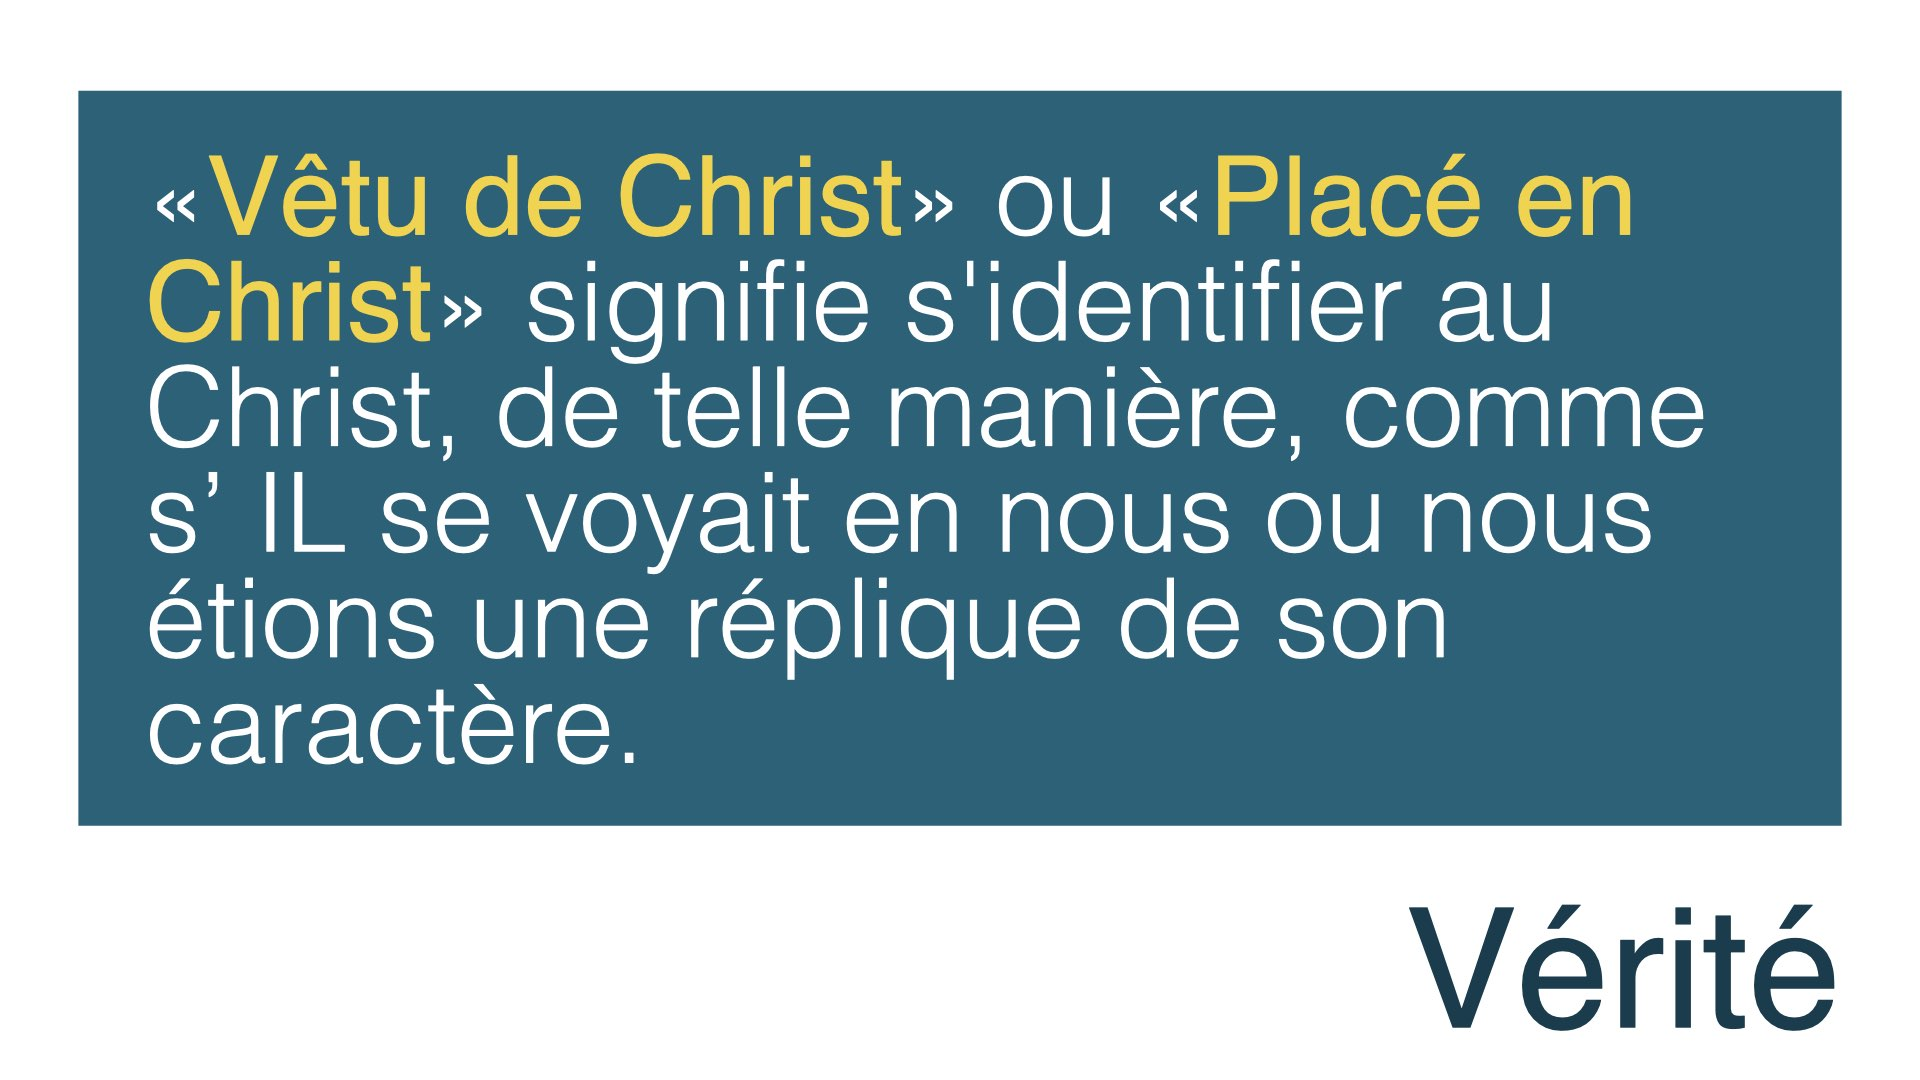 «Vêtu de Christ» ou «Placé en
Christ» signifie s'identifier au
Christ, de telle manière, comme
s’ IL se voyait en nous ou nous
étions une réplique de son
caractère.
Vérité